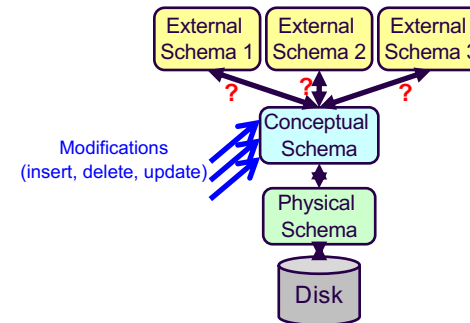 External
Schema 1
External
Schema 2
External
Schema 3
? ? ?
Conceptual
Schema
Modifications
(insert, delete, update)
Physical
Schema
Disk